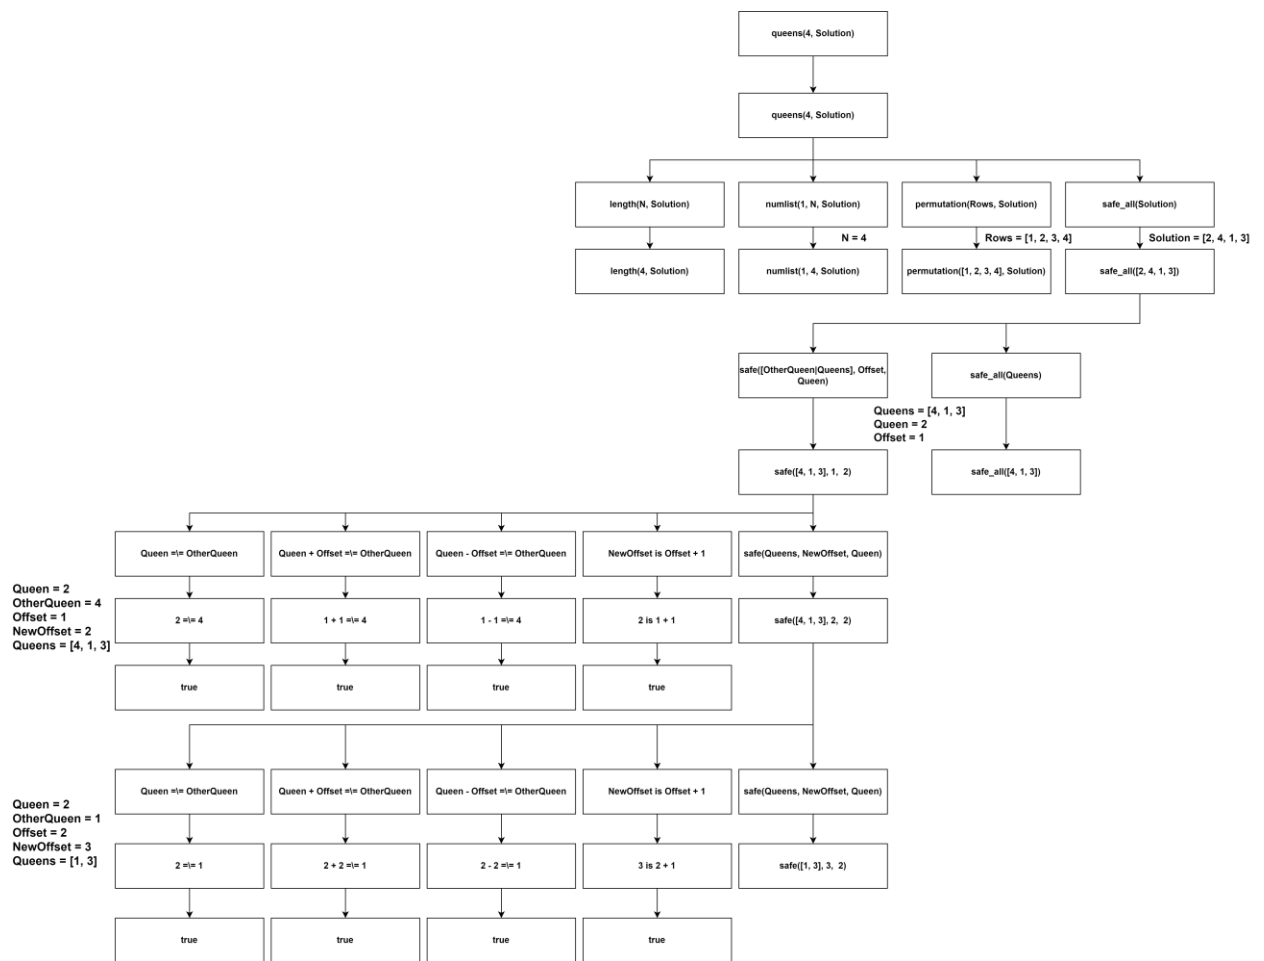 queens(4, Solution)
queens(4, Solution)
length(N, Solution)
numlist(1, N, Solution)
permutation(Rows, Solution)
safe_all(Solution)
N = 4
Rows = [1, 2, 3, 4]
Solution = [2, 4, 1, 3]
length(4, Solution)
numlist(1, 4, Solution)
permutation([1, 2, 3, 4], Solution)
safe_all([2, 4, 1, 3])
safe([OtherQueen|Queens], Offset,
Queen)
safe_all(Queens)
Queens = [4, 1, 3]
Queen = 2
Offset = 1
safe([4, 1, 3], 1, 2)
safe_all([4, 1, 3])
Queen =\= OtherQueen
Queen + Offset =\= OtherQueen
Queen - Offset =\= OtherQueen
NewOffset is Offset + 1
safe(Queens, NewOffset, Queen)
Queen = 2
OtherQueen = 4
Offset = 1
NewOffset = 2
Queens = [4, 1, 3]
2 =\= 4
1 + 1 =\= 4
1 - 1 =\= 4
2 is 1 + 1
safe([4, 1, 3], 2, 2)
true
true
true
true
Queen =\= OtherQueen
Queen + Offset =\= OtherQueen
Queen - Offset =\= OtherQueen
NewOffset is Offset + 1
safe(Queens, NewOffset, Queen)
Queen = 2
OtherQueen = 1
Offset = 2
NewOffset = 3
Queens = [1, 3]
2 =\= 1
2 + 2 =\= 1
2 - 2 =\= 1
3 is 2 + 1
safe([1, 3], 3, 2)
true
true
true
true